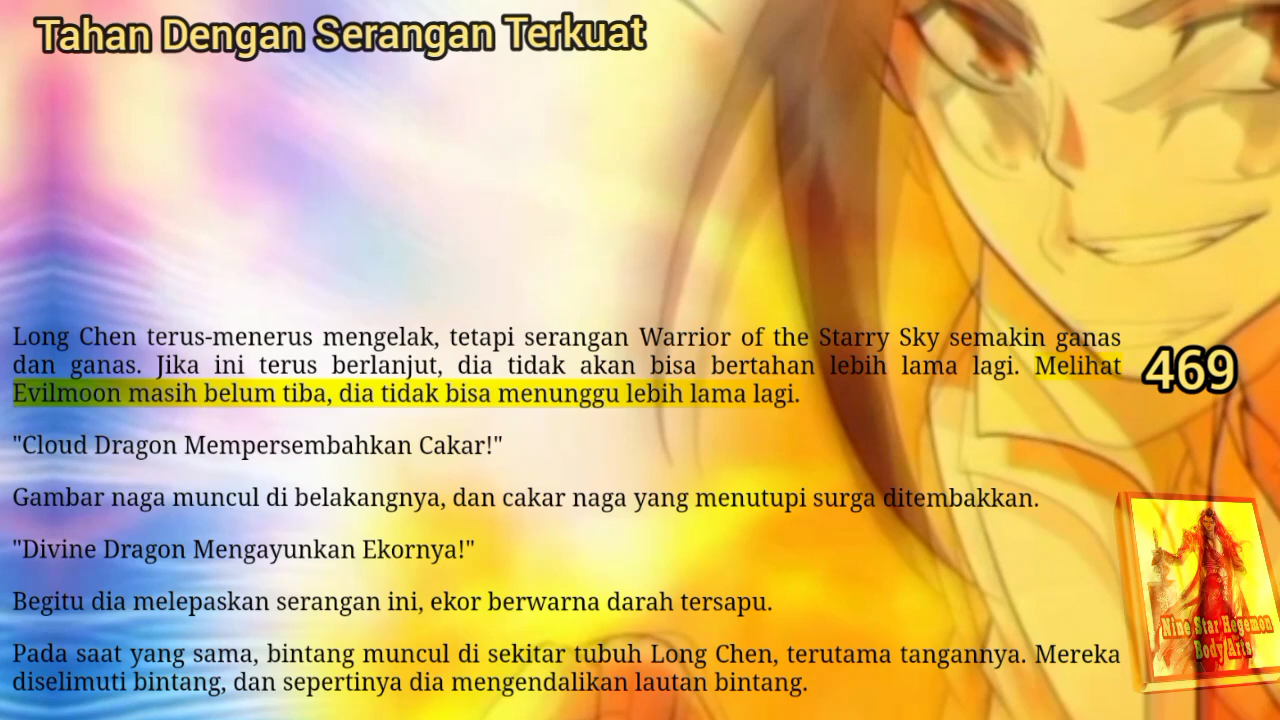 Tahan Dengan Serangan Terkuat
Long Chen terus-menerus mengelak, tetapi serangan Warrior of the Starry Sky semakin ganas
dan ganas. Jika ini terus berlanjut, dia tidak akan bisa bertahan lebih lama lagi. Melihat
Evilmoon masih belum tiba, dia tidak bisa menunggu lebih lama lagi.
469
"Cloud Dragon Mempersembahkan Cakar!"
Gambar naga muncul di belakangnya, dan cakar naga yang menutupi surga ditembakkan.
"Divine Dragon Mengayunkan Ekornya!"
Begitu dia melepaskan serangan ini, ekor berwarna darah tersapu.
Pada saat yang sama, bintang muncul di sekitar tubuh Long Chen, terutama tangannya. Mereka
diselimuti bintang, dan sepertinya dia mengendalikan lautan bintang.
Nine Star Hegemon
Body Arts